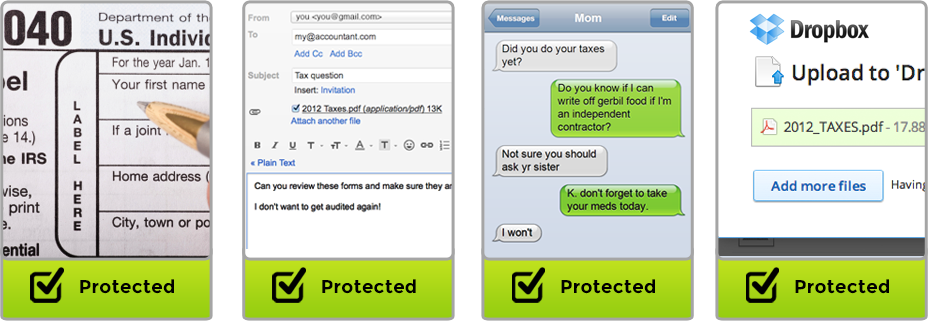 040
Department of th
U.S. Individ
For the year Jan. 1
Your first name
If a joint
Home address (
City, town or po
LABEL HERE
bel
ions
e 14.)
he IRS
wise,
print
e.
ential
Protected
From
you <you@gmail.com>
To
my@accountant.com
Add Cc Add Bcc
Subject
Tax question
Insert: Invitation
2012 Taxes.pdf (application/pdf) 13K
Attach another file
B I U T TT A T
« Plain Text
Can you review these forms and make sure they ar
I don't want to get audited again!
Protected
Messages
Mom
Edit
Did you do your taxes
yet?
Do you know if I can
write off gerbil food if I'm
an independent
contractor?
Not sure you should
ask yr sister
K. don't forget to take
your meds today.
I won't
Protected
Dropbox
Upload to 'Dr
2012_TAXES.pdf - 17.88
Add more files
Having
Protected